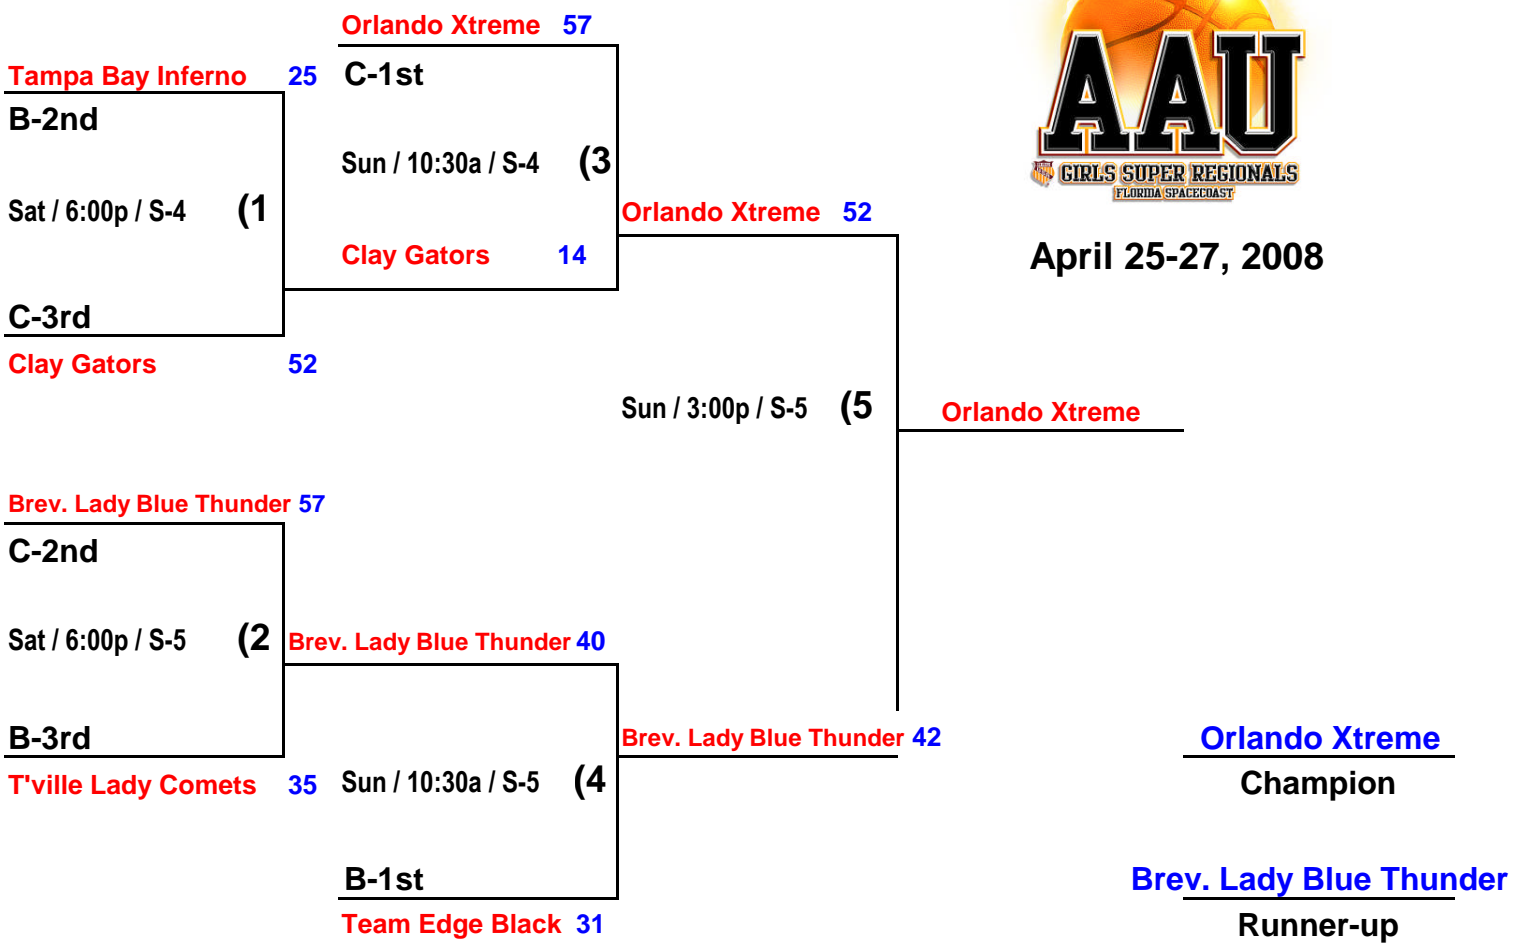 Orlando Xtreme 57
Tampa Bay Inferno 25 C-1st
B-2nd
Sun / 10:30a / S-4 (3
Sat / 6:00p / S-4 (1
Orlando Xtreme 52
Clay Gators 14
C-3rd
Clay Gators 52
AAU
GIRLS SUPER REGIONALS
FLORIDA SPACECOAST
April 25-27, 2008
Sun / 3:00p / S-5 (5
Orlando Xtreme
Brev. Lady Blue Thunder 57
C-2nd
Sat / 6:00p / S-5 (2
Brev. Lady Blue Thunder 40
B-3rd
Brev. Lady Blue Thunder 42
T'ville Lady Comets 35
Sun / 10:30a / S-5 (4
B-1st
Team Edge Black 31
Orlando Xtreme
Champion
Brev. Lady Blue Thunder
Runner-up